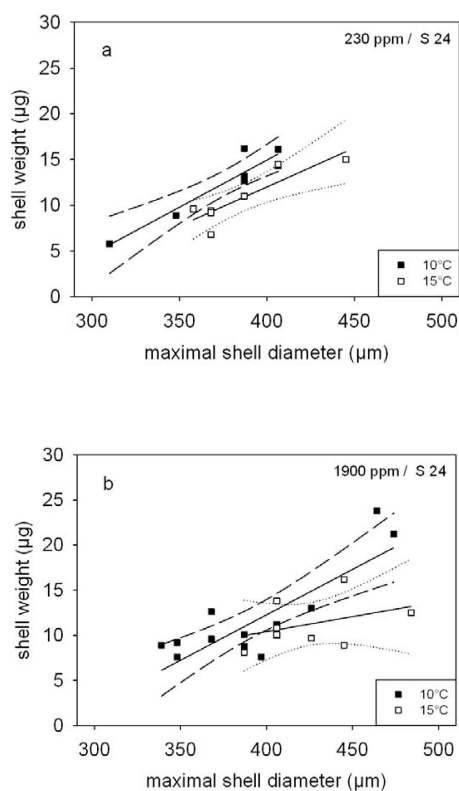 a
230 ppm / S 24
shell weight (µg)
30
25
20
15
10
5
0
10°C
15°C
300 350 400 450 500
maximal shell diameter (µm)
b
1900 ppm / S 24
shell weight (µg)
30
25
20
15
10
5
0
10°C
15°C
300 350 400 450 500
maximal shell diameter (µm)